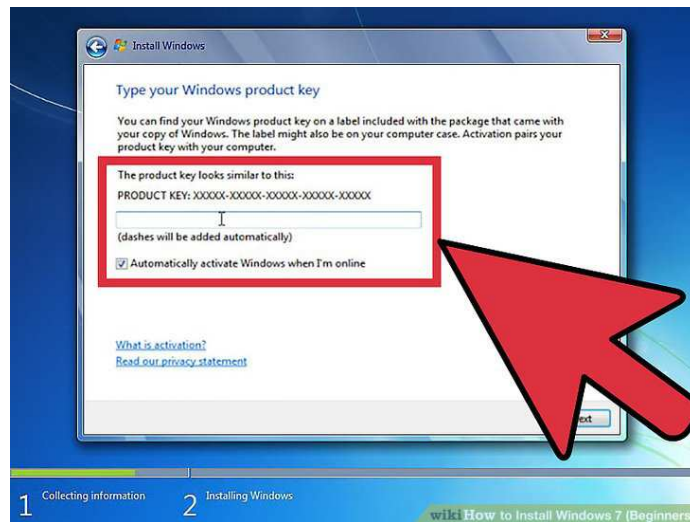 Install Windows
Type your Windows product key
You can find your Windows product key on a label included with the package that came with
your copy of Windows. The label might also be on your computer case. Activation pairs your
product key with your computer.
The product key looks similar to this:
PRODUCT KEY: XXXXX-XXXXX-XXXXX-XXXXX-XXXXX
(dashes will be added automatically)
Automatically activate Windows when I'm online
What is activation?
Read our privacy statement
ext
1 Collecting information 2 Installing Windows
wikiHow to Install Windows 7 (Beginners